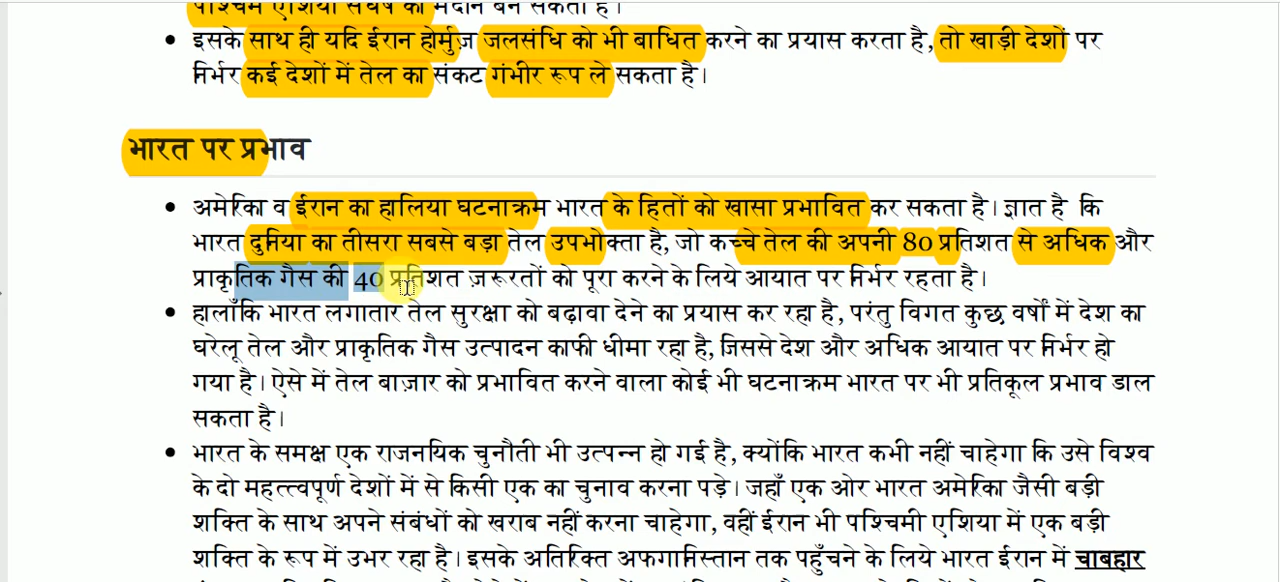 पश्चिम एशिया संघर्ष का मैदान बन सकता है।
इसके साथ ही यदि ईरान होर्मुज़ जलसंधि को भी बाधित करने का प्रयास करता है, तो खाड़ी देशों पर
निर्भर कई देशों में तेल का संकट गंभीर रूप ले सकता है।
भारत पर प्रभाव
अमेरिका व ईरान का हालिया घटनाक्रम भारत के हितों को खासा प्रभावित कर सकता है। ज्ञात है कि
भारत दुनिया का तीसरा सबसे बड़ा तेल उपभोक्ता है, जो कच्चे तेल की अपनी 80 प्रतिशत से अधिक और
प्राकृतिक गैस की 40 प्रतिशत ज़रूरतों को पूरा करने के लिये आयात पर निर्भर रहता है।
हालाँकि भारत लगातार तेल सुरक्षा को बढ़ावा देने का प्रयास कर रहा है, परंतु विगत कुछ वर्षों में देश का
घरेलू तेल और प्राकृतिक गैस उत्पादन काफी धीमा रहा है, जिससे देश और अधिक आयात पर निर्भर हो
गया है। ऐसे में तेल बाज़ार को प्रभावित करने वाला कोई भी घटनाक्रम भारत पर भी प्रतिकूल प्रभाव डाल
सकता है।
भारत के समक्ष एक राजनयिक चुनौती भी उत्पन्न हो गई है, क्योंकि भारत कभी नहीं चाहेगा कि उसे विश्व
के दो महत्त्वपूर्ण देशों में से किसी एक का चुनाव करना पड़े। जहाँ एक ओर भारत अमेरिका जैसी बड़ी
शक्ति के साथ अपने संबंधों को खराब नहीं करना चाहेगा, वहीं ईरान भी पश्चिमी एशिया में एक बड़ी
शक्ति के रूप में उभर रहा है। इसके अतिरिक्त अफगानिस्तान तक पहुँचने के लिये भारत ईरान में चाबहार